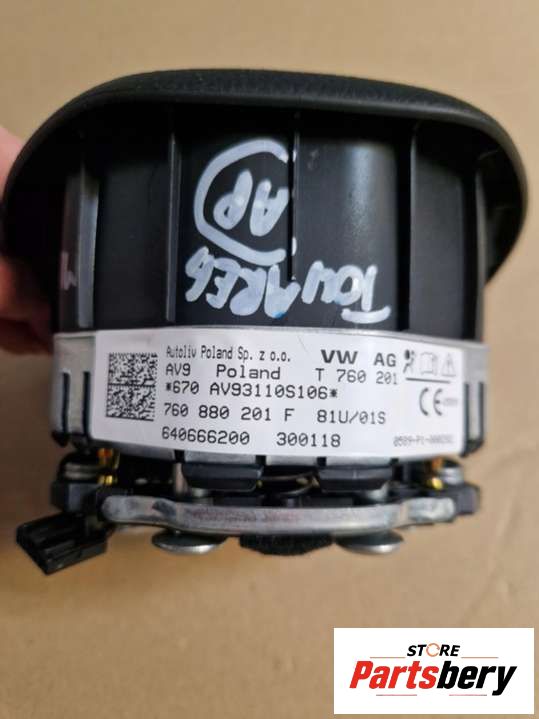 TOUAREG
AP
Autoliv Poland Sp. z o.o. VW AG
AV9 Poland T 760 201
*670 AV93110S106*
760 880 201 F 81U/01S
CE
640666200 300118
STORE
Partsbery